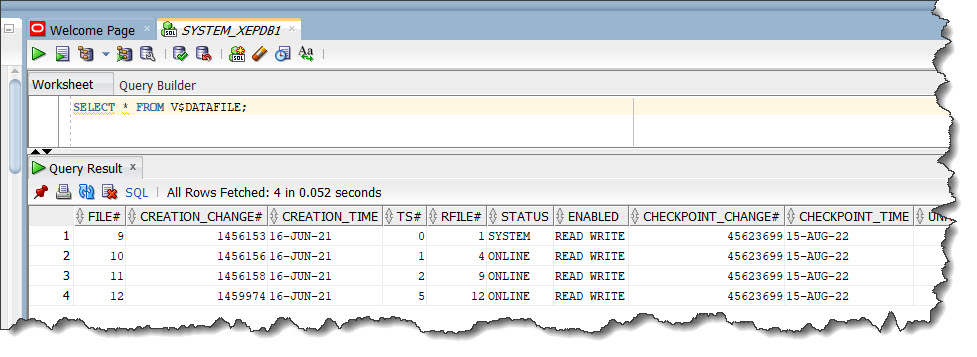 Welcome Page × SYSTEM_XEPDB1 ×
Worksheet Query Builder
SELECT * FROM V$DATAFILE;
Query Result ×
SQL | All Rows Fetched: 4 in 0.052 seconds
FILE# CREATION_CHANGE# CREATION_TIME TS# RFILE# STATUS ENABLED CHECKPOINT_CHANGE# CHECKPOINT_TIME
1 9 1456153 16-JUN-21 0 1 SYSTEM READ WRITE 45623699 15-AUG-22
2 10 1456156 16-JUN-21 1 4 ONLINE READ WRITE 45623699 15-AUG-22
3 11 1456158 16-JUN-21 2 9 ONLINE READ WRITE 45623699 15-AUG-22
4 12 1459974 16-JUN-21 5 12 ONLINE READ WRITE 45623699 15-AUG-22